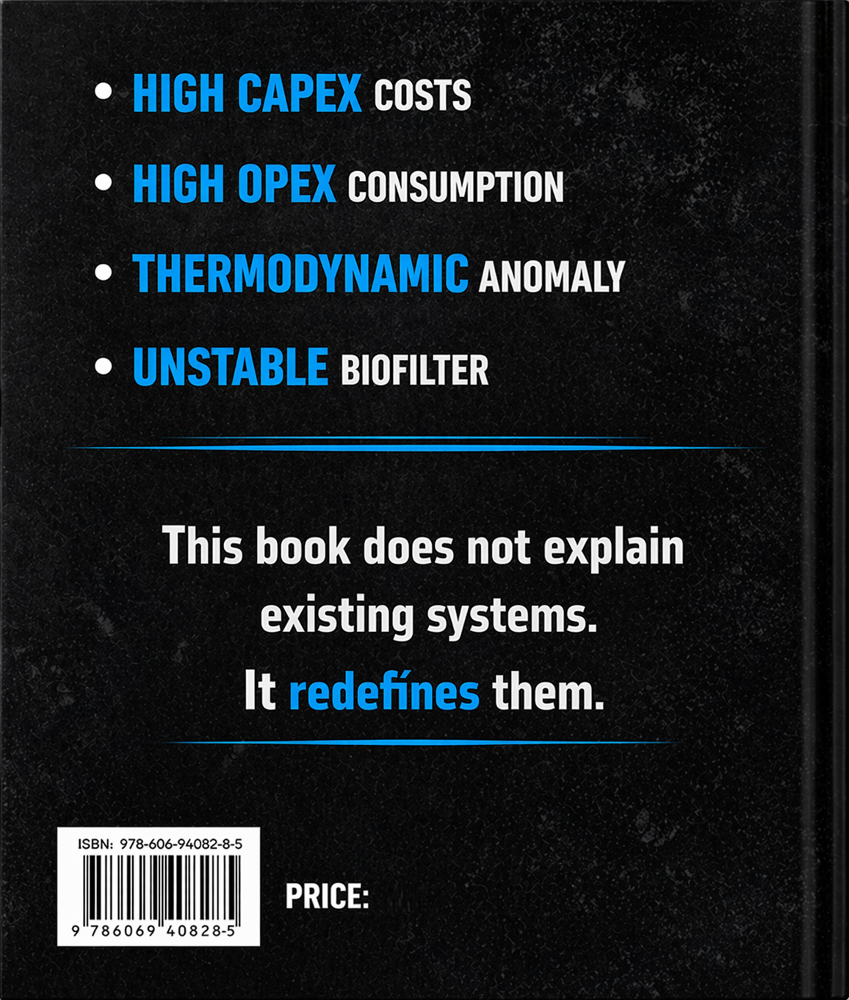 • HIGH CAPEX COSTS
• HIGH OPEX CONSUMPTION
• THERMODYNAMIC ANOMALY
• UNSTABLE BIOFILTER
This book does not explain
existing systems.
It redefínes them.
ISBN: 978-606-94082-8-5
9 786069 40828-5
PRICE: